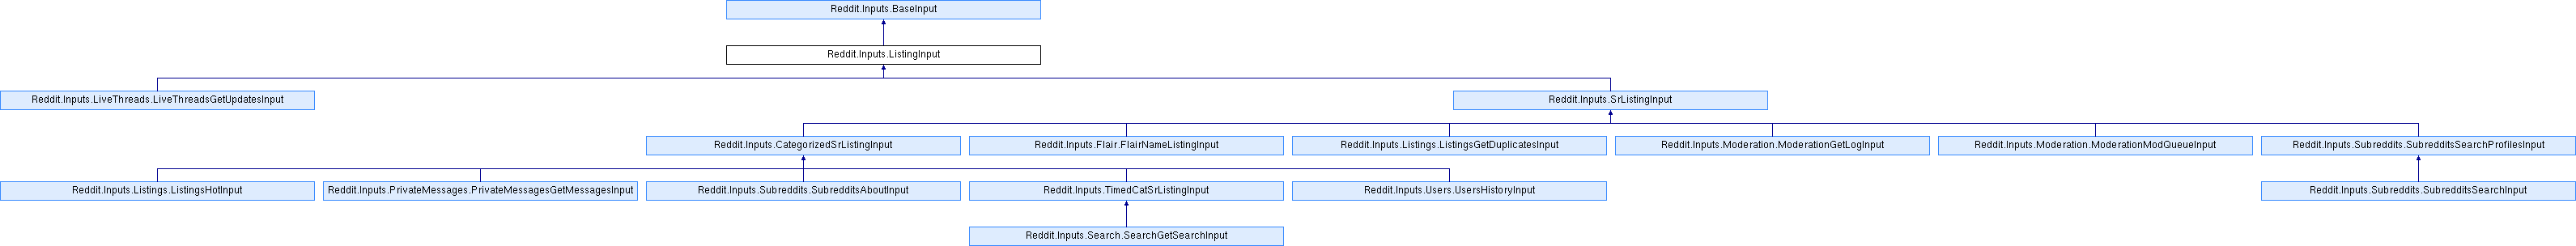 Reddit.Inputs.BaseInput
Reddit.Inputs.ListingInput
Reddit.Inputs.LiveThreads.LiveThreadsGetUpdatesInput
Reddit.Inputs.SrListingInput
Reddit.Inputs.CategorizedSrListingInput
Reddit.Inputs.Flair.FlairNameListingInput
Reddit.Inputs.Listings.ListingsGetDuplicatesInput
Reddit.Inputs.Moderation.ModerationGetLogInput
Reddit.Inputs.Moderation.ModerationModQueueInput
Reddit.Inputs.Subreddits.SubredditsSearchProfilesInput
Reddit.Inputs.Listings.ListingsHotInput
Reddit.Inputs.PrivateMessages.PrivateMessagesGetMessagesInput
Reddit.Inputs.Subreddits.SubredditsAboutInput
Reddit.Inputs.TimedCatSrListingInput
Reddit.Inputs.Users.UsersHistoryInput
Reddit.Inputs.Subreddits.SubredditsSearchInput
Reddit.Inputs.Search.SearchGetSearchInput